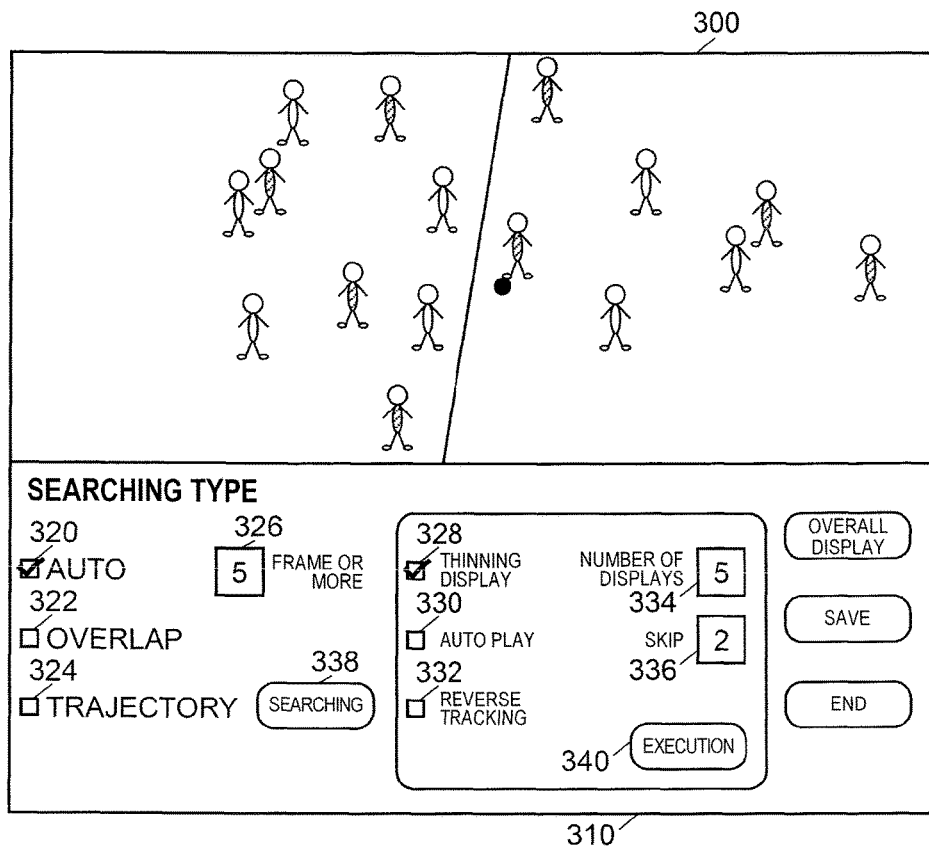 300
SEARCHING TYPE
320
AUTO
326
5
FRAME OR
MORE
322
OVERLAP
324
TRAJECTORY
338
SEARCHING
328
THINNING
DISPLAY
330
AUTO PLAY
332
REVERSE
TRACKING
NUMBER OF
DISPLAYS
5
334
SKIP
2
336
340
EXECUTION
OVERALL
DISPLAY
SAVE
END
310